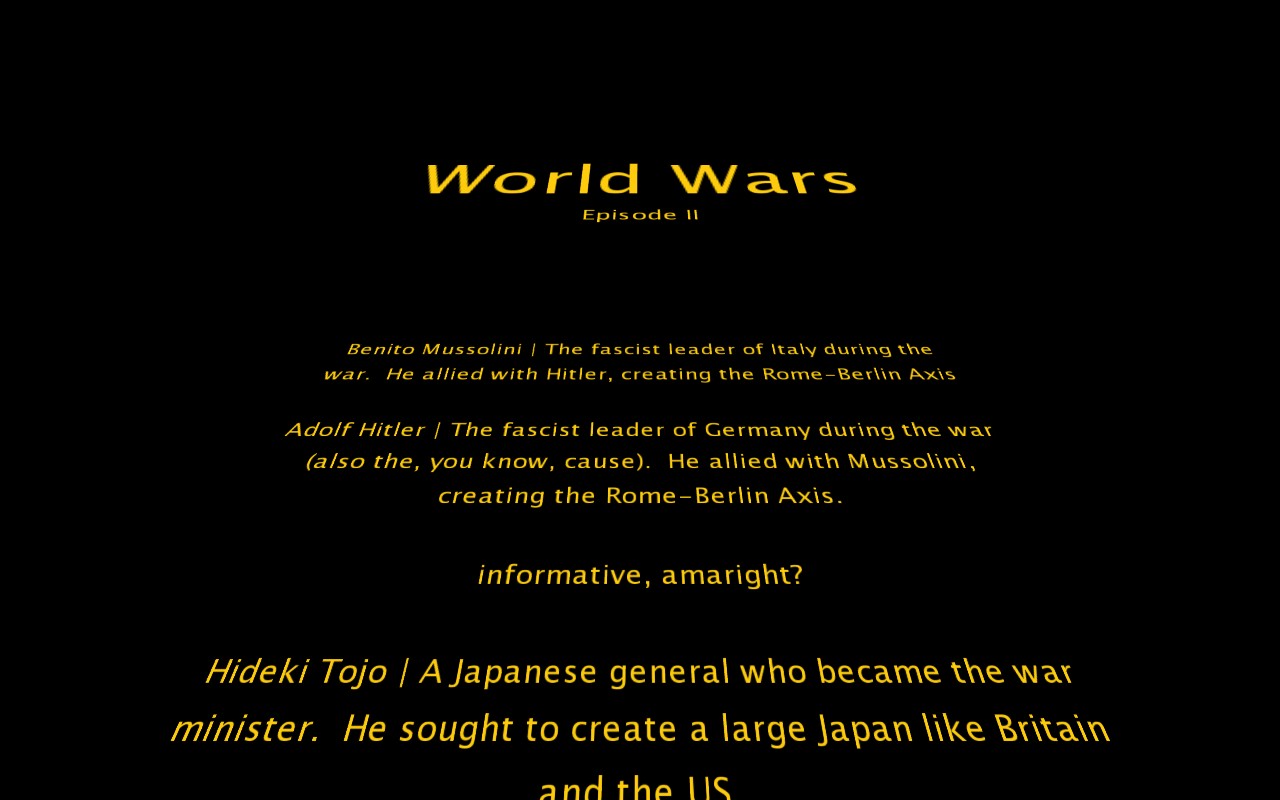 World Wars
Episode II
Benito Mussolini | The fascist leader of Italy during the
war.  He allied with Hitler, creating the Rome-Berlin Axis
Adolf Hitler | The fascist leader of Germany during the war
(also the, you know, cause).  He allied with Mussolini,
creating the Rome-Berlin Axis.
informative, amaright?
Hideki Tojo | A Japanese general who became the war
minister.  He sought to create a large Japan like Britain
and the US